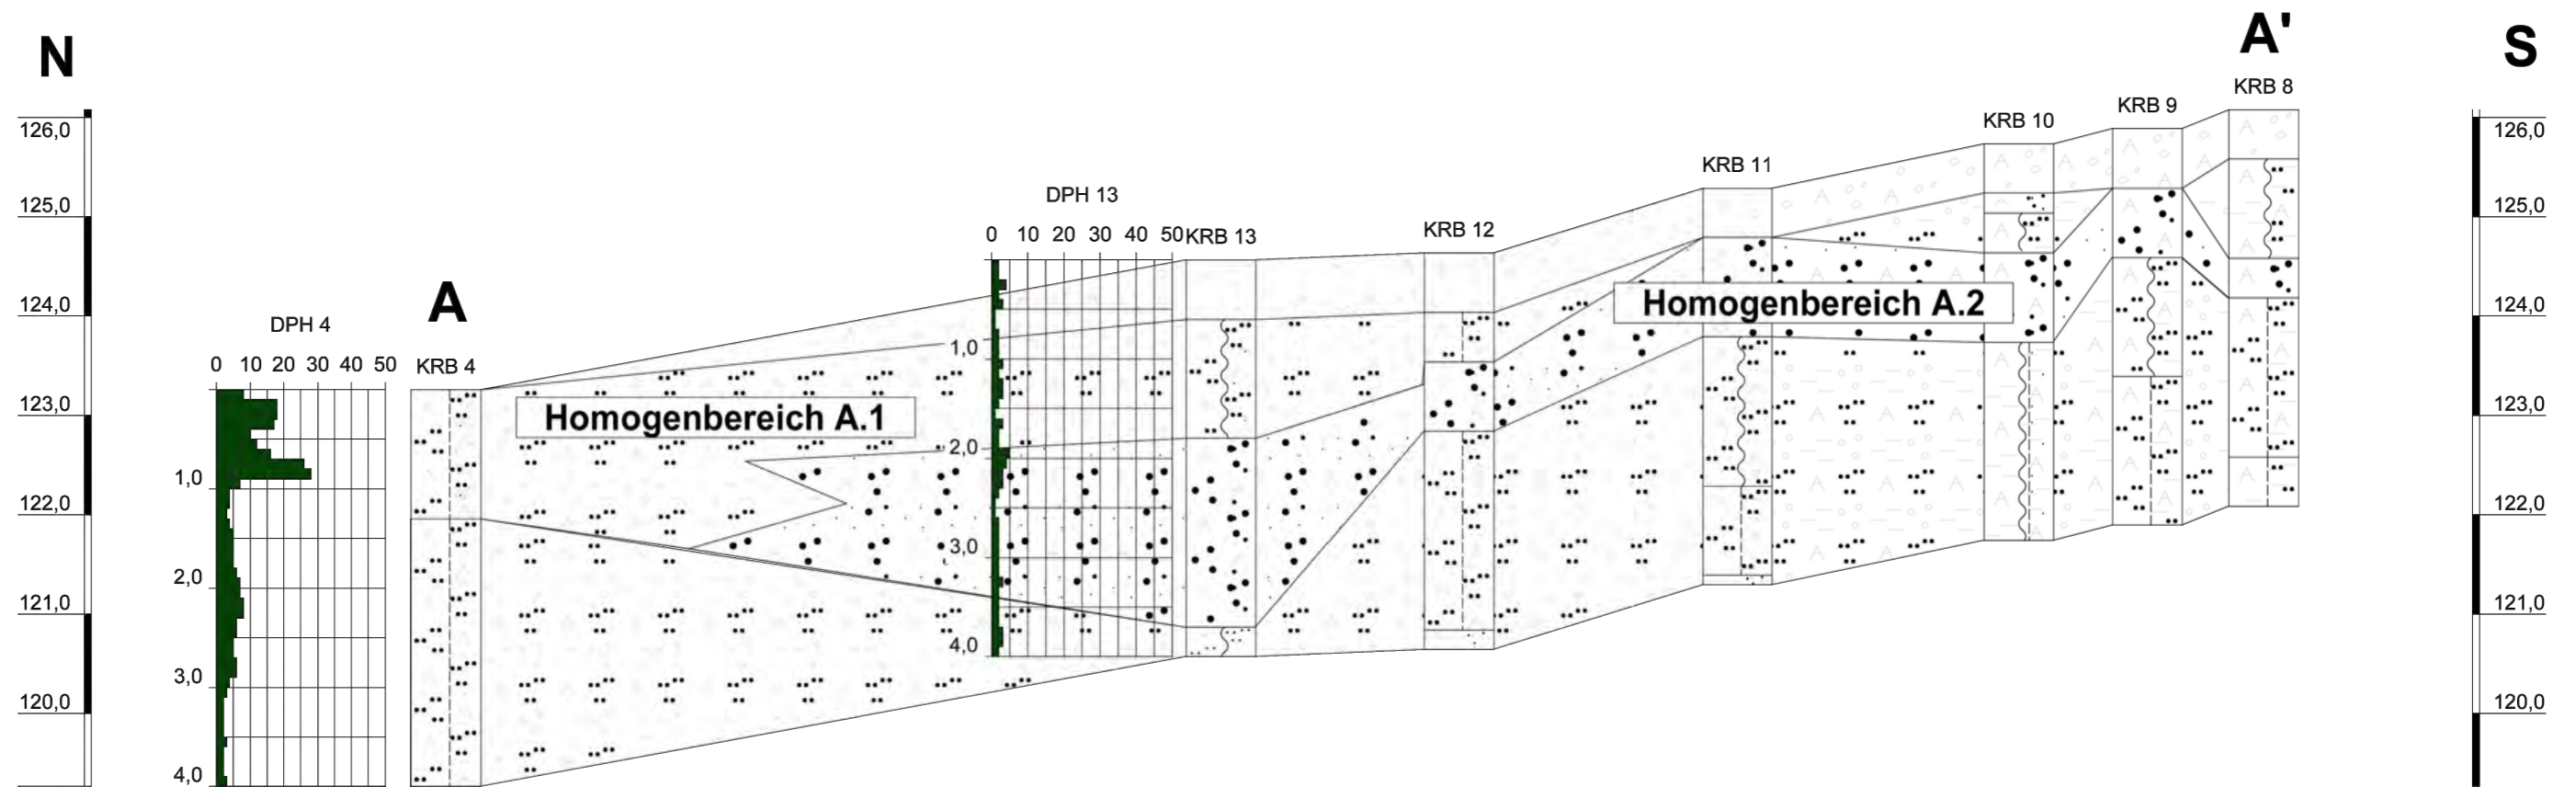 N
A'
S
KRB 8
KRB 9
126,0
126,0
KRB 10
KRB 11
DPH 13
125,0
125,0
KRB 12
0 10 20 30 40 50
KRB 13
A
124,0
124,0
Homogenbereich A.2
DPH 4
1,0
0 10 20 30 40 50
KRB 4
123,0
123,0
Homogenbereich A.1
2,0
1,0
122,0
122,0
3,0
2,0
121,0
121,0
4,0
3,0
120,0
120,0
4,0